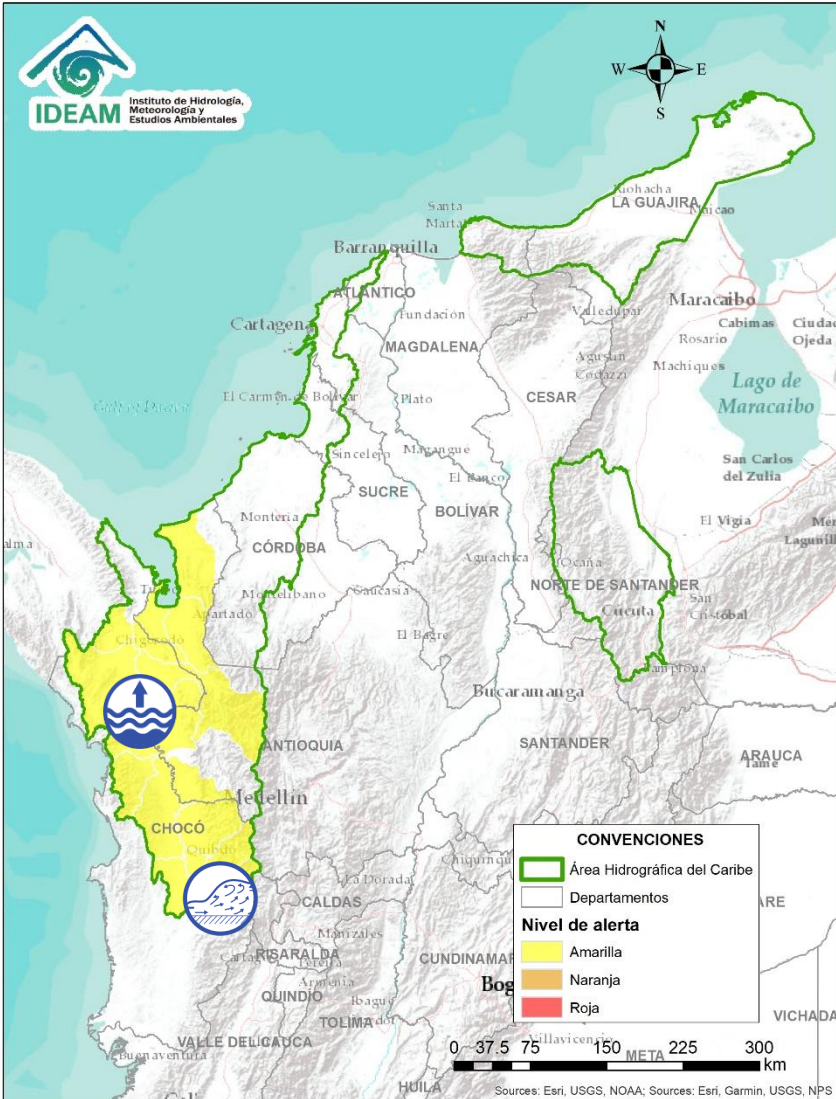 IDEAM
Instituto de Hidrología,
Meteorología y
Estudios Ambientales
N
W
E
S
Riohacha
LA GUAJIRA
Maicao
Santa
Marta
Barranquilla
ATLÁNTICO
Maracaibo
Fundación
Valledupar
Cabimas
Ciudad
Ojeda
Cartagena
Rosario
MAGDALENA
Agustín
Codazzi
Machiques
Lago de
Maracaibo
El Carmen de Bolívar
Plato
CESAR
Sincelejo
Magangue
San Carlos
del Zulia
El Banco
SUCRE
BOLÍVAR
Montería
El Vigía
CÓRDOBA
Aguachica
Ocaña
NORTE DE SANTANDER
Montelíbano
Caucasia
Apartadó
Cucuta
San
Cristóbal
Chigorodó
El Bagre
Pamplona
Bucaramanga
ANTIOQUIA
SANTANDER
ARAUCA
Tame
Medellín
CHOCÓ
Quibdó
La Dorada
CALDAS
Manizales
RISARALDA
Pereira
Armenia
QUINDÍO
Ibagué
TOLIMA
VALLE DEL CAUCA
Buenaventura
Villavicencio
META
VICHADA
HUILA
CONVENCIONES
Área Hidrográfica del Caribe
Departamentos
Nivel de alerta
Amarilla
Naranja
Roja
0 37.5 75 150 225 300
km
Sources: Esri, USGS, NOAA; Sources: Esri, Garmin, USGS, NPS